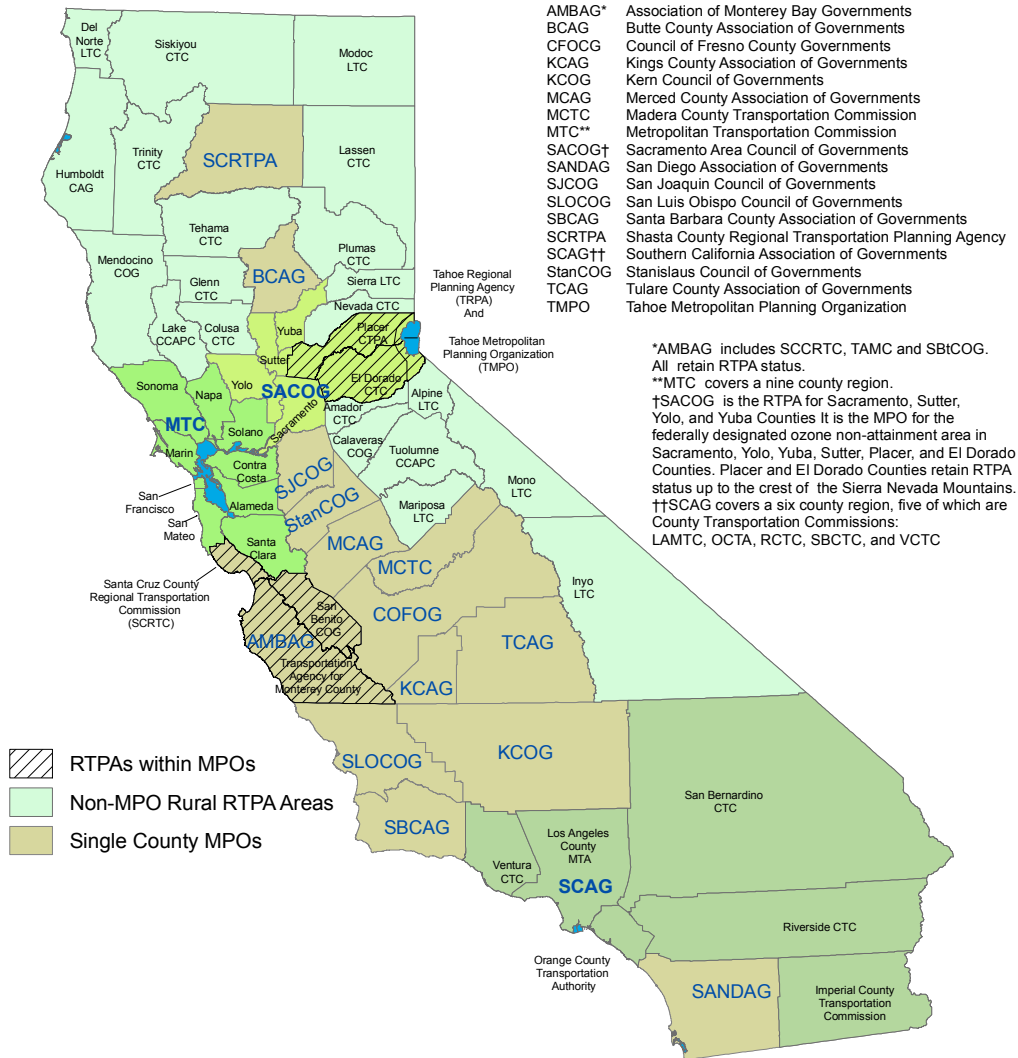 AMBAG* Association of Monterey Bay Governments
BCAG Butte County Association of Governments
CFOCG Council of Fresno County Governments
KCAG Kings County Association of Governments
KCOG Kern Council of Governments
MCAG Merced County Association of Governments
MCTC Madera County Transportation Commission
MTC** Metropolitan Transportation Commission
SACOG† Sacramento Area Council of Governments
SANDAG San Diego Association of Governments
SJCOG San Joaquin Council of Governments
SLOCOG San Luis Obispo Council of Governments
SBCAG Santa Barbara County Association of Governments
SCRTPA Shasta County Regional Transportation Planning Agency
SCAG†† Southern California Association of Governments
StanCOG Stanislaus Council of Governments
TCAG Tulare County Association of Governments
TMPO Tahoe Metropolitan Planning Organization
*AMBAG includes SCCRTC, TAMC and SBtCOG.
All retain RTPA status.
**MTC covers a nine county region.
†SACOG is the RTPA for Sacramento, Sutter,
Yolo, and Yuba Counties It is the MPO for the
federally designated ozone non-attainment area in
Sacramento, Yolo, Yuba, Sutter, Placer, and El Dorado
Counties. Placer and El Dorado Counties retain RTPA
status up to the crest of the Sierra Nevada Mountains.
††SCAG covers a six county region, five of which are
County Transportation Commissions:
LAMTC, OCTA, RCTC, SBCTC, and VCTC
Del
Norte
LTC
Siskiyou
CTC
Modoc
LTC
Humboldt
CAG
Trinity
CTC
SCRTPA
Lassen
CTC
Tehama
CTC
Plumas
CTC
Mendocino
COG
Glenn
CTC
BCAG
Sierra LTC
Nevada CTC
Tahoe Regional
Planning Agency
(TRPA)
And
Tahoe Metropolitan
Planning Organization
(TMPO)
Lake
CCAPC
Colusa
CTC
Yuba
Sutter
Placer
CTPA
El Dorado
CTC
Sonoma
Napa
Yolo
SACOG
Sacramento
Amador
CTC
Alpine
LTC
MTC
Solano
Marin
Calaveras
COG
Tuolumne
CCAPC
Mono
LTC
Contra
Costa
SJCOG
San
Francisco
Alameda
StanCOG
Mariposa
LTC
San
Mateo
Santa
Clara
MCAG
MCTC
Inyo
LTC
Santa Cruz County
Regional Transportation
Commission
(SCRTC)
San
Benito
COG
COFOG
AMBAG
TCAG
Transportation
Agency for
Monterey County
KCAG
SLOCOG
KCOG
SBCAG
San Bernardino
CTC
Ventura
CTC
Los Angeles
County
MTA
SCAG
Riverside CTC
Orange County
Transportation
Authority
SANDAG
Imperial County
Transportation
Commission
RTPAs within MPOs
Non-MPO Rural RTPA Areas
Single County MPOs